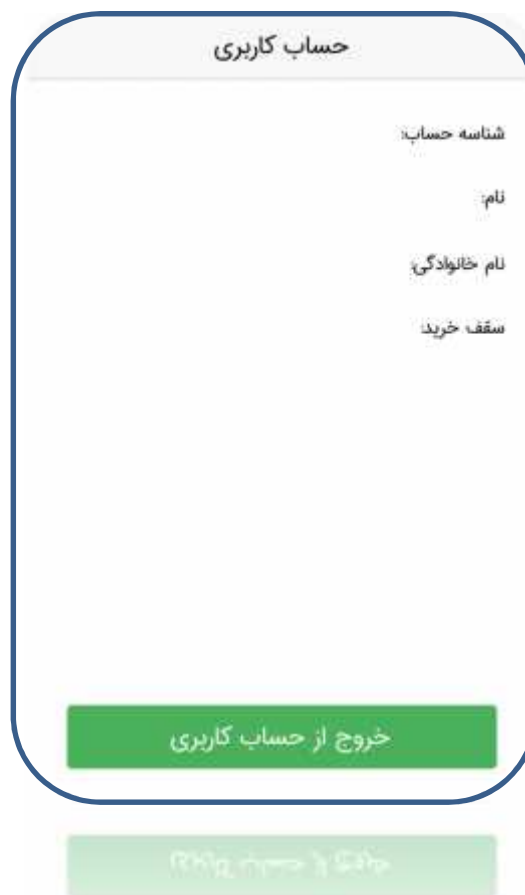 حساب کاربری
شناسه حساب:
نام:
نام خانوادگی:
سقف خرید:
خروج از حساب کاربری